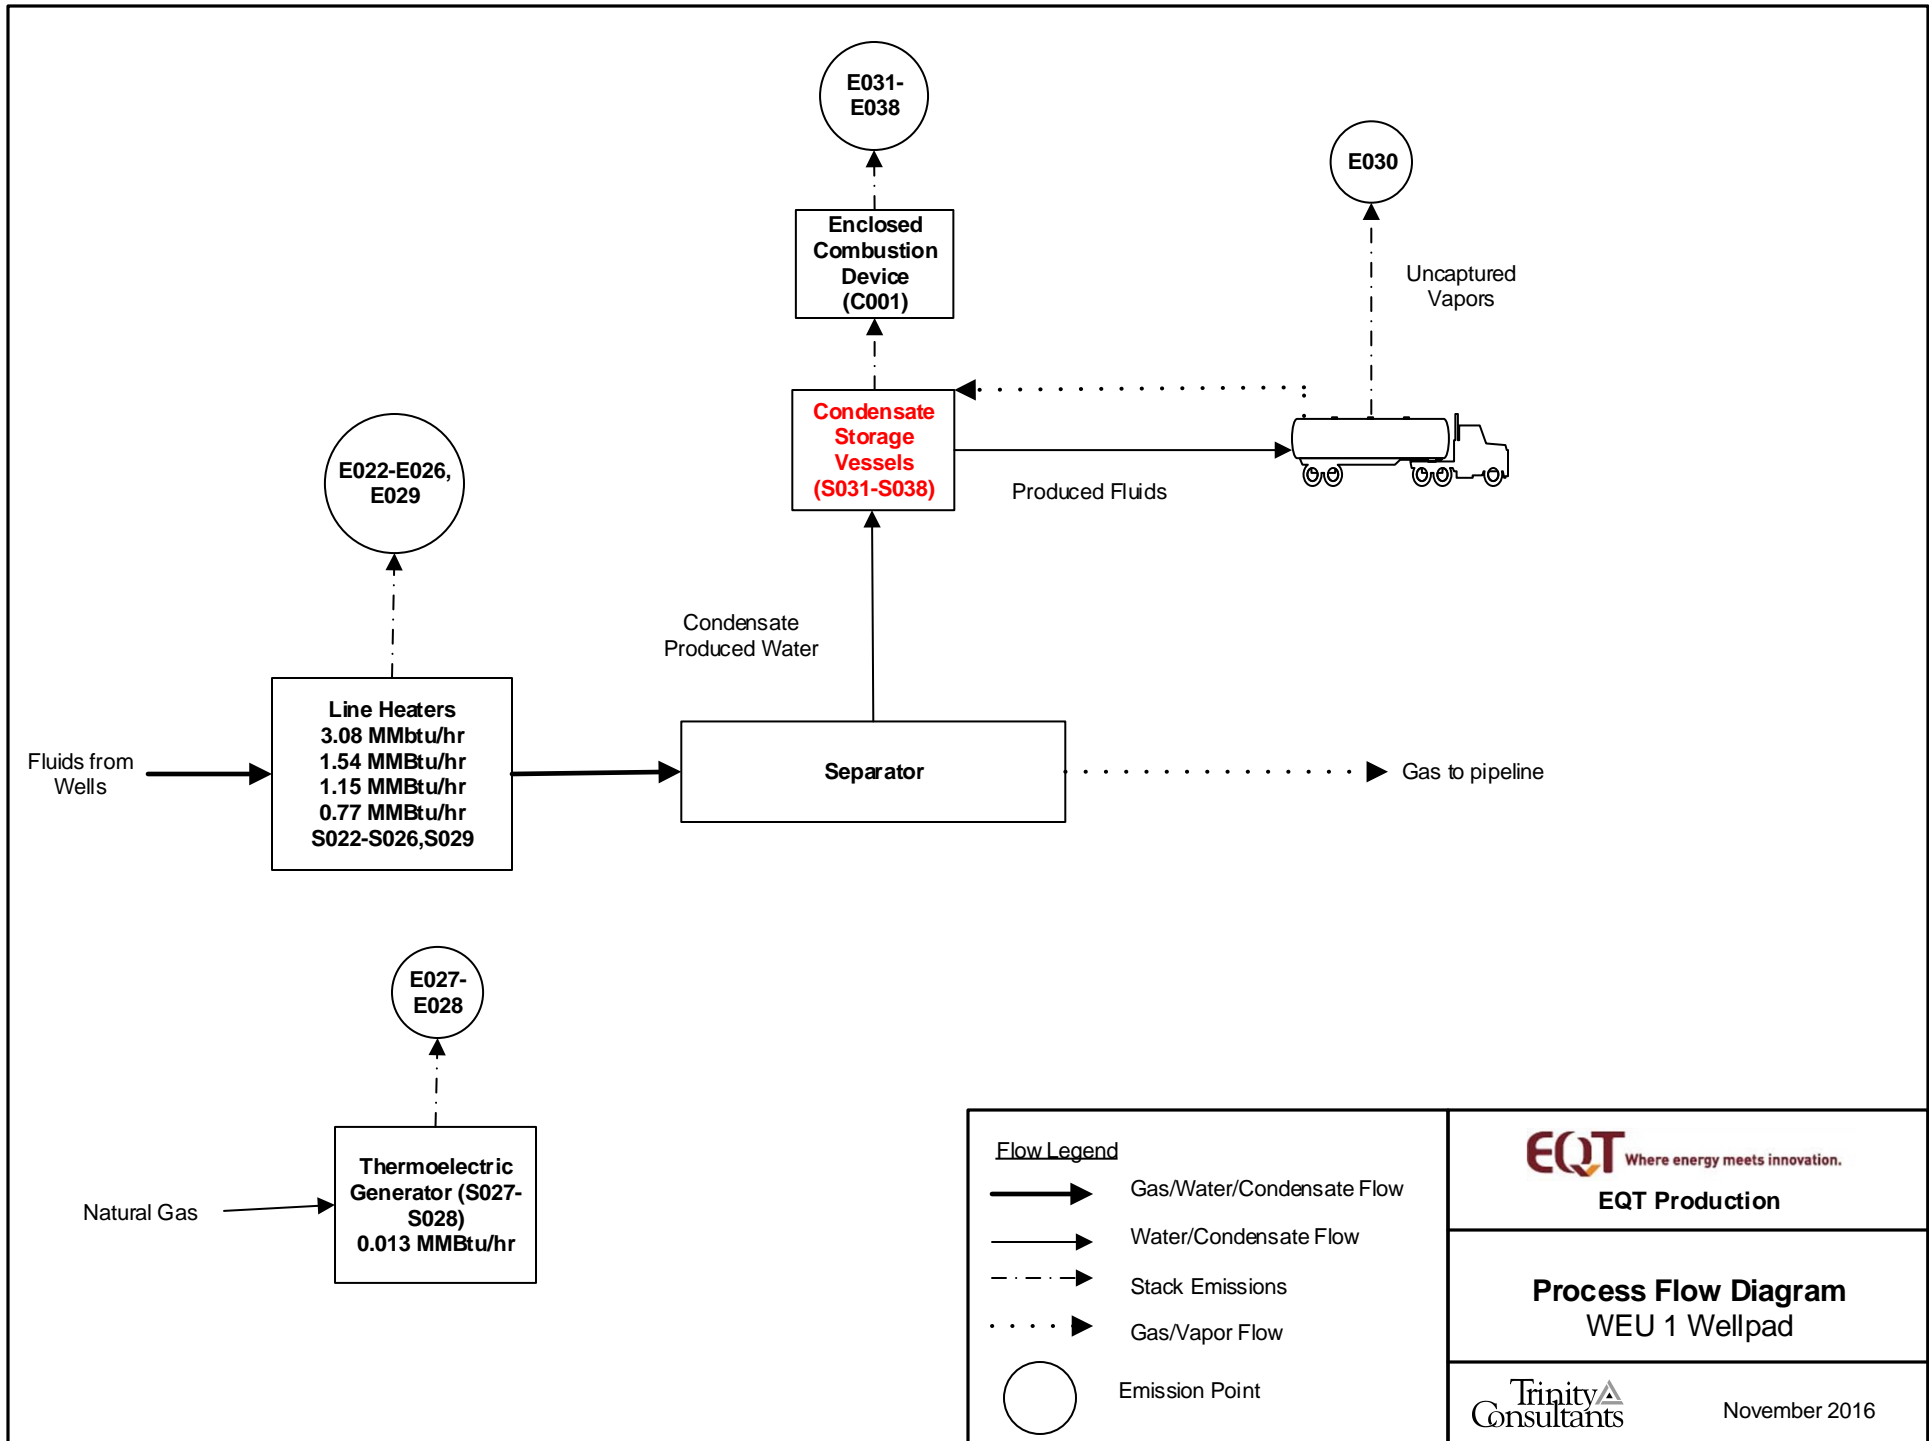 E031-
E038
E030
Enclosed
Combustion
Device
(C001)
Uncaptured
Vapors
Condensate
Storage
Vessels
(S031-S038)
Produced Fluids
E022-E026,
E029
Condensate
Produced Water
Line Heaters
3.08 MMbtu/hr
1.54 MMBtu/hr
1.15 MMBtu/hr
0.77 MMBtu/hr
S022-S026,S029
Fluids from
Wells
Separator
Gas to pipeline
E027-
E028
Thermoelectric
Generator (S027-
S028)
0.013 MMBtu/hr
Natural Gas
Flow Legend
Gas/Water/Condensate Flow
Water/Condensate Flow
Stack Emissions
Gas/Vapor Flow
Emission Point
EQT Where energy meets innovation.
EQT Production
Process Flow Diagram
WEU 1 Wellpad
Trinity
Consultants
November 2016